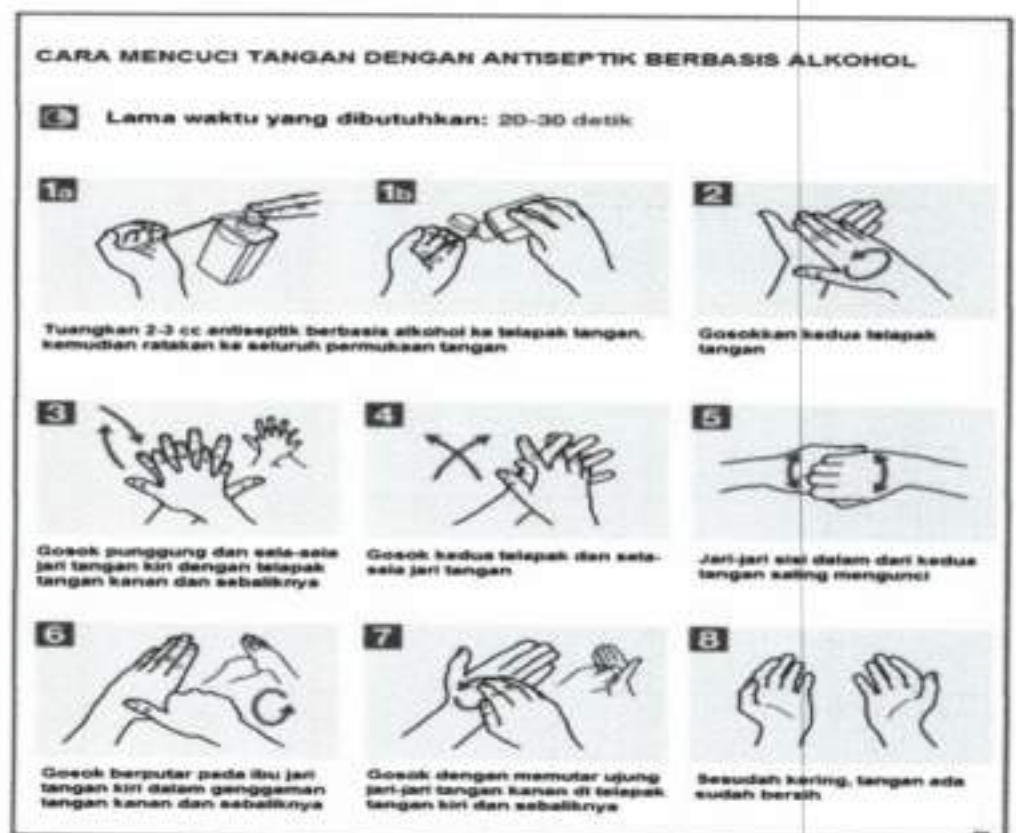 CARA MENCUCI TANGAN DENGAN ANTISEPTIK BERBASIS ALKOHOL
Lama waktu yang dibutuhkan: 20-30 detik
1a
1b
Tuangkan 2-3 cc antiseptik berbasis alkohol ke telapak tangan,
kemudian ratakan ke seluruh permukaan tangan
2
Gosokkan kedua telapak
tangan
3
Gosok punggung dan sela-sela
jari tangan kiri dengan telapak
tangan kanan dan sebaliknya
4
Gosok kedua telapak dan sela-
sela jari tangan
5
Jari-jari sisi dalam dari kedua
tangan saling mengunci
6
Gosok berputar pada ibu jari
tangan kiri dalam genggaman
tangan kanan dan sebaliknya
7
Gosok dengan memutar ujung
jari-jari tangan kanan di telapak
tangan kiri dan sebaliknya
8
Sesudah kering, tangan ada
sudah bersih